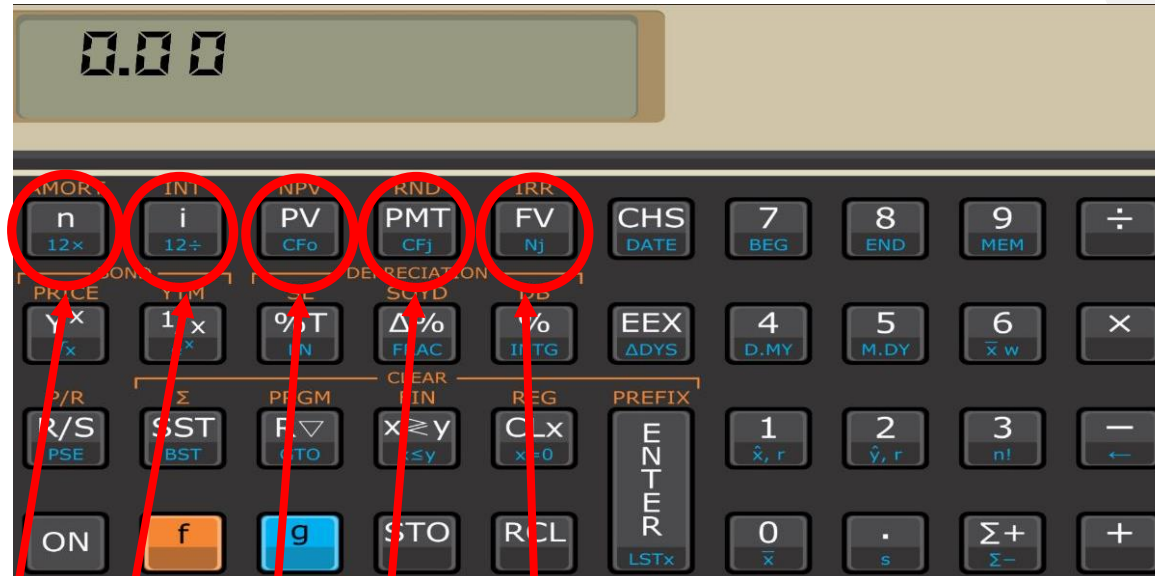 0.00
AMORT INT NPV RND IRR
n i PV PMT FV CHS 7 8 9 ÷
12× 12÷ CFo CFj Nj DATE BEG END MEM
BOND DEPRECIATION
PRICE YTM SL SOYD DB
Yˣ 1/x %T Δ% % EEX 4 5 6 ×
LN FRAC INTG ΔDYS D.MY M.DY x̅ w
CLEAR
P/R Σ PRGM FIN REG PREFIX
R/S SST R▽ x≷y CLx ENTER 1 2 3 −
PSE BST GTO x≤y x=0 x̂, r ŷ, r n! ←
ON f g STO RCL 0 . Σ+ +
LSTx x̅ s Σ−